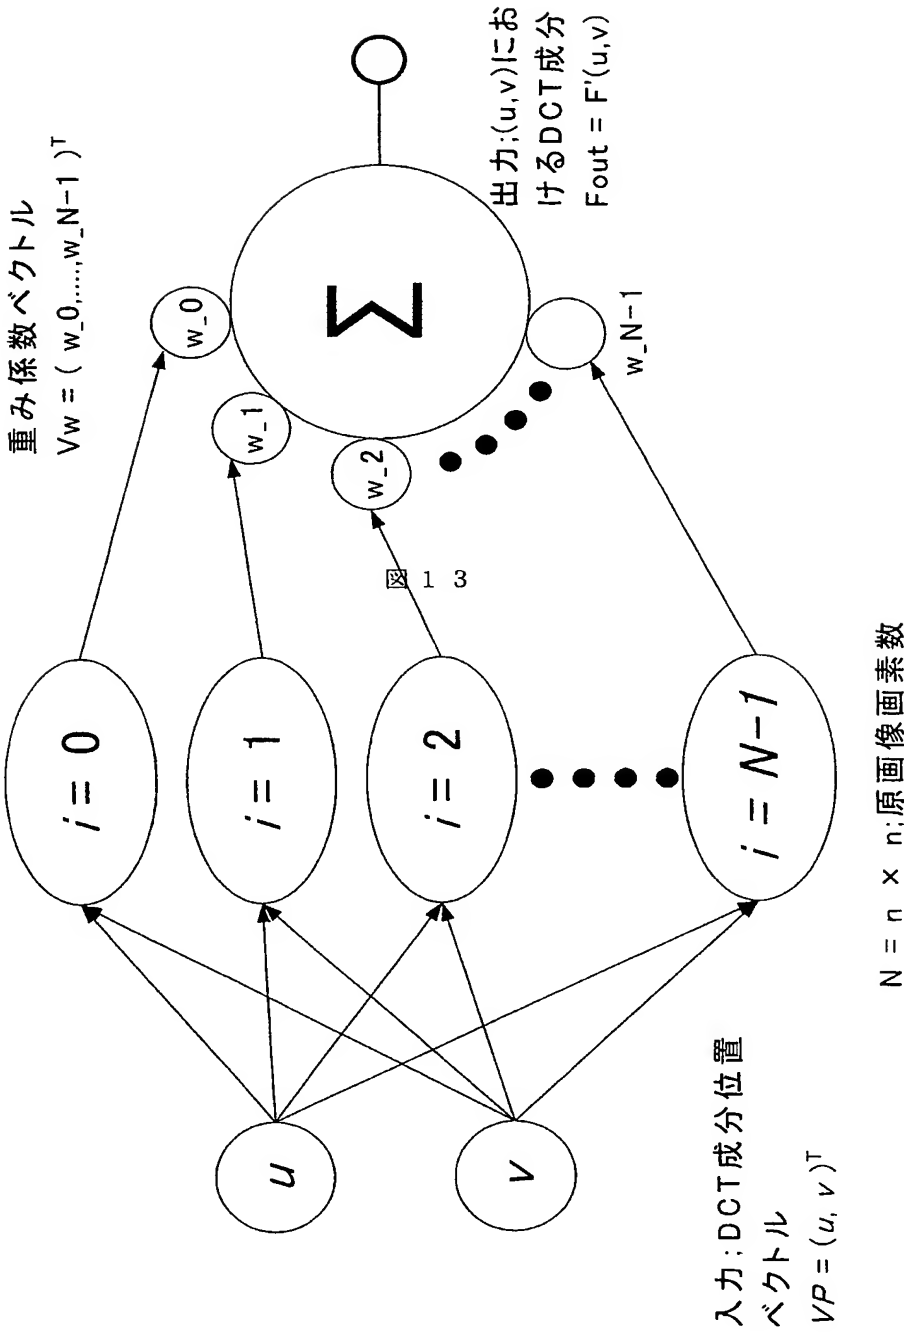 重み係数ベクトル
Vw = ( w_0,....,w_N-1 )ᵀ
i = 0
i = 1
i = 2
i = N-1
u
v
w_0
w_1
w_2
w_N-1
Σ
出力;(u,v)にお
けるDCT成分
Fout = F'(u,v)
入力;DCT成分位置
ベクトル
VP = (u, v )ᵀ
N = n × n;原画像画素数
図13